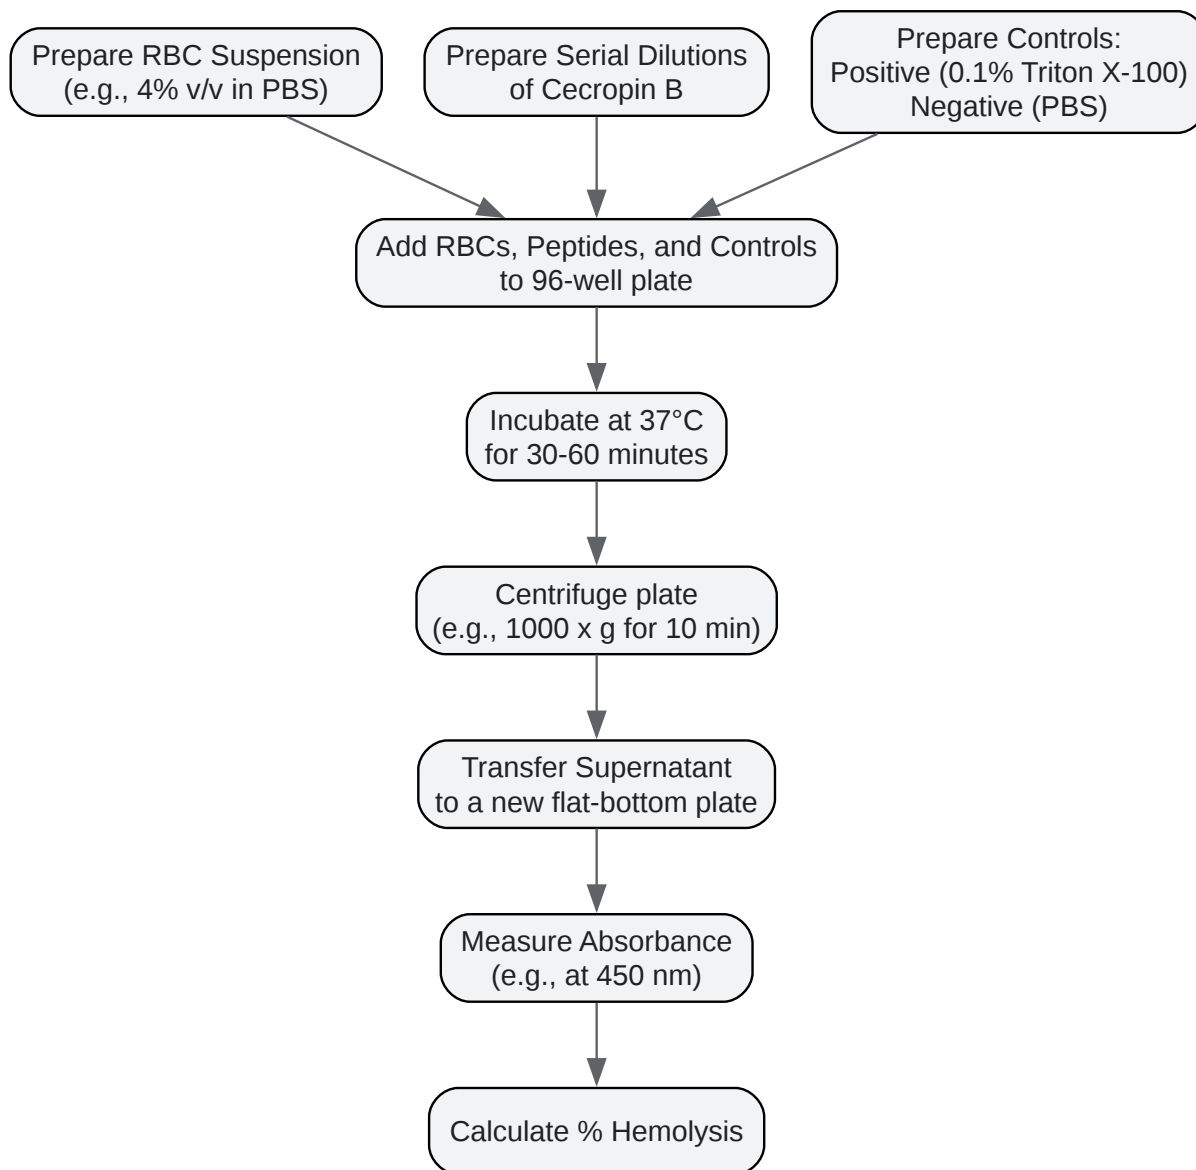 Prepare RBC Suspension
(e.g., 4% v/v in PBS)
Prepare Serial Dilutions
of Cecropin B
Prepare Controls:
Positive (0.1% Triton X-100)
Negative (PBS)
Add RBCs, Peptides, and Controls
to 96-well plate
Incubate at 37°C
for 30-60 minutes
Centrifuge plate
(e.g., 1000 x g for 10 min)
Transfer Supernatant
to a new flat-bottom plate
Measure Absorbance
(e.g., at 450 nm)
Calculate % Hemolysis